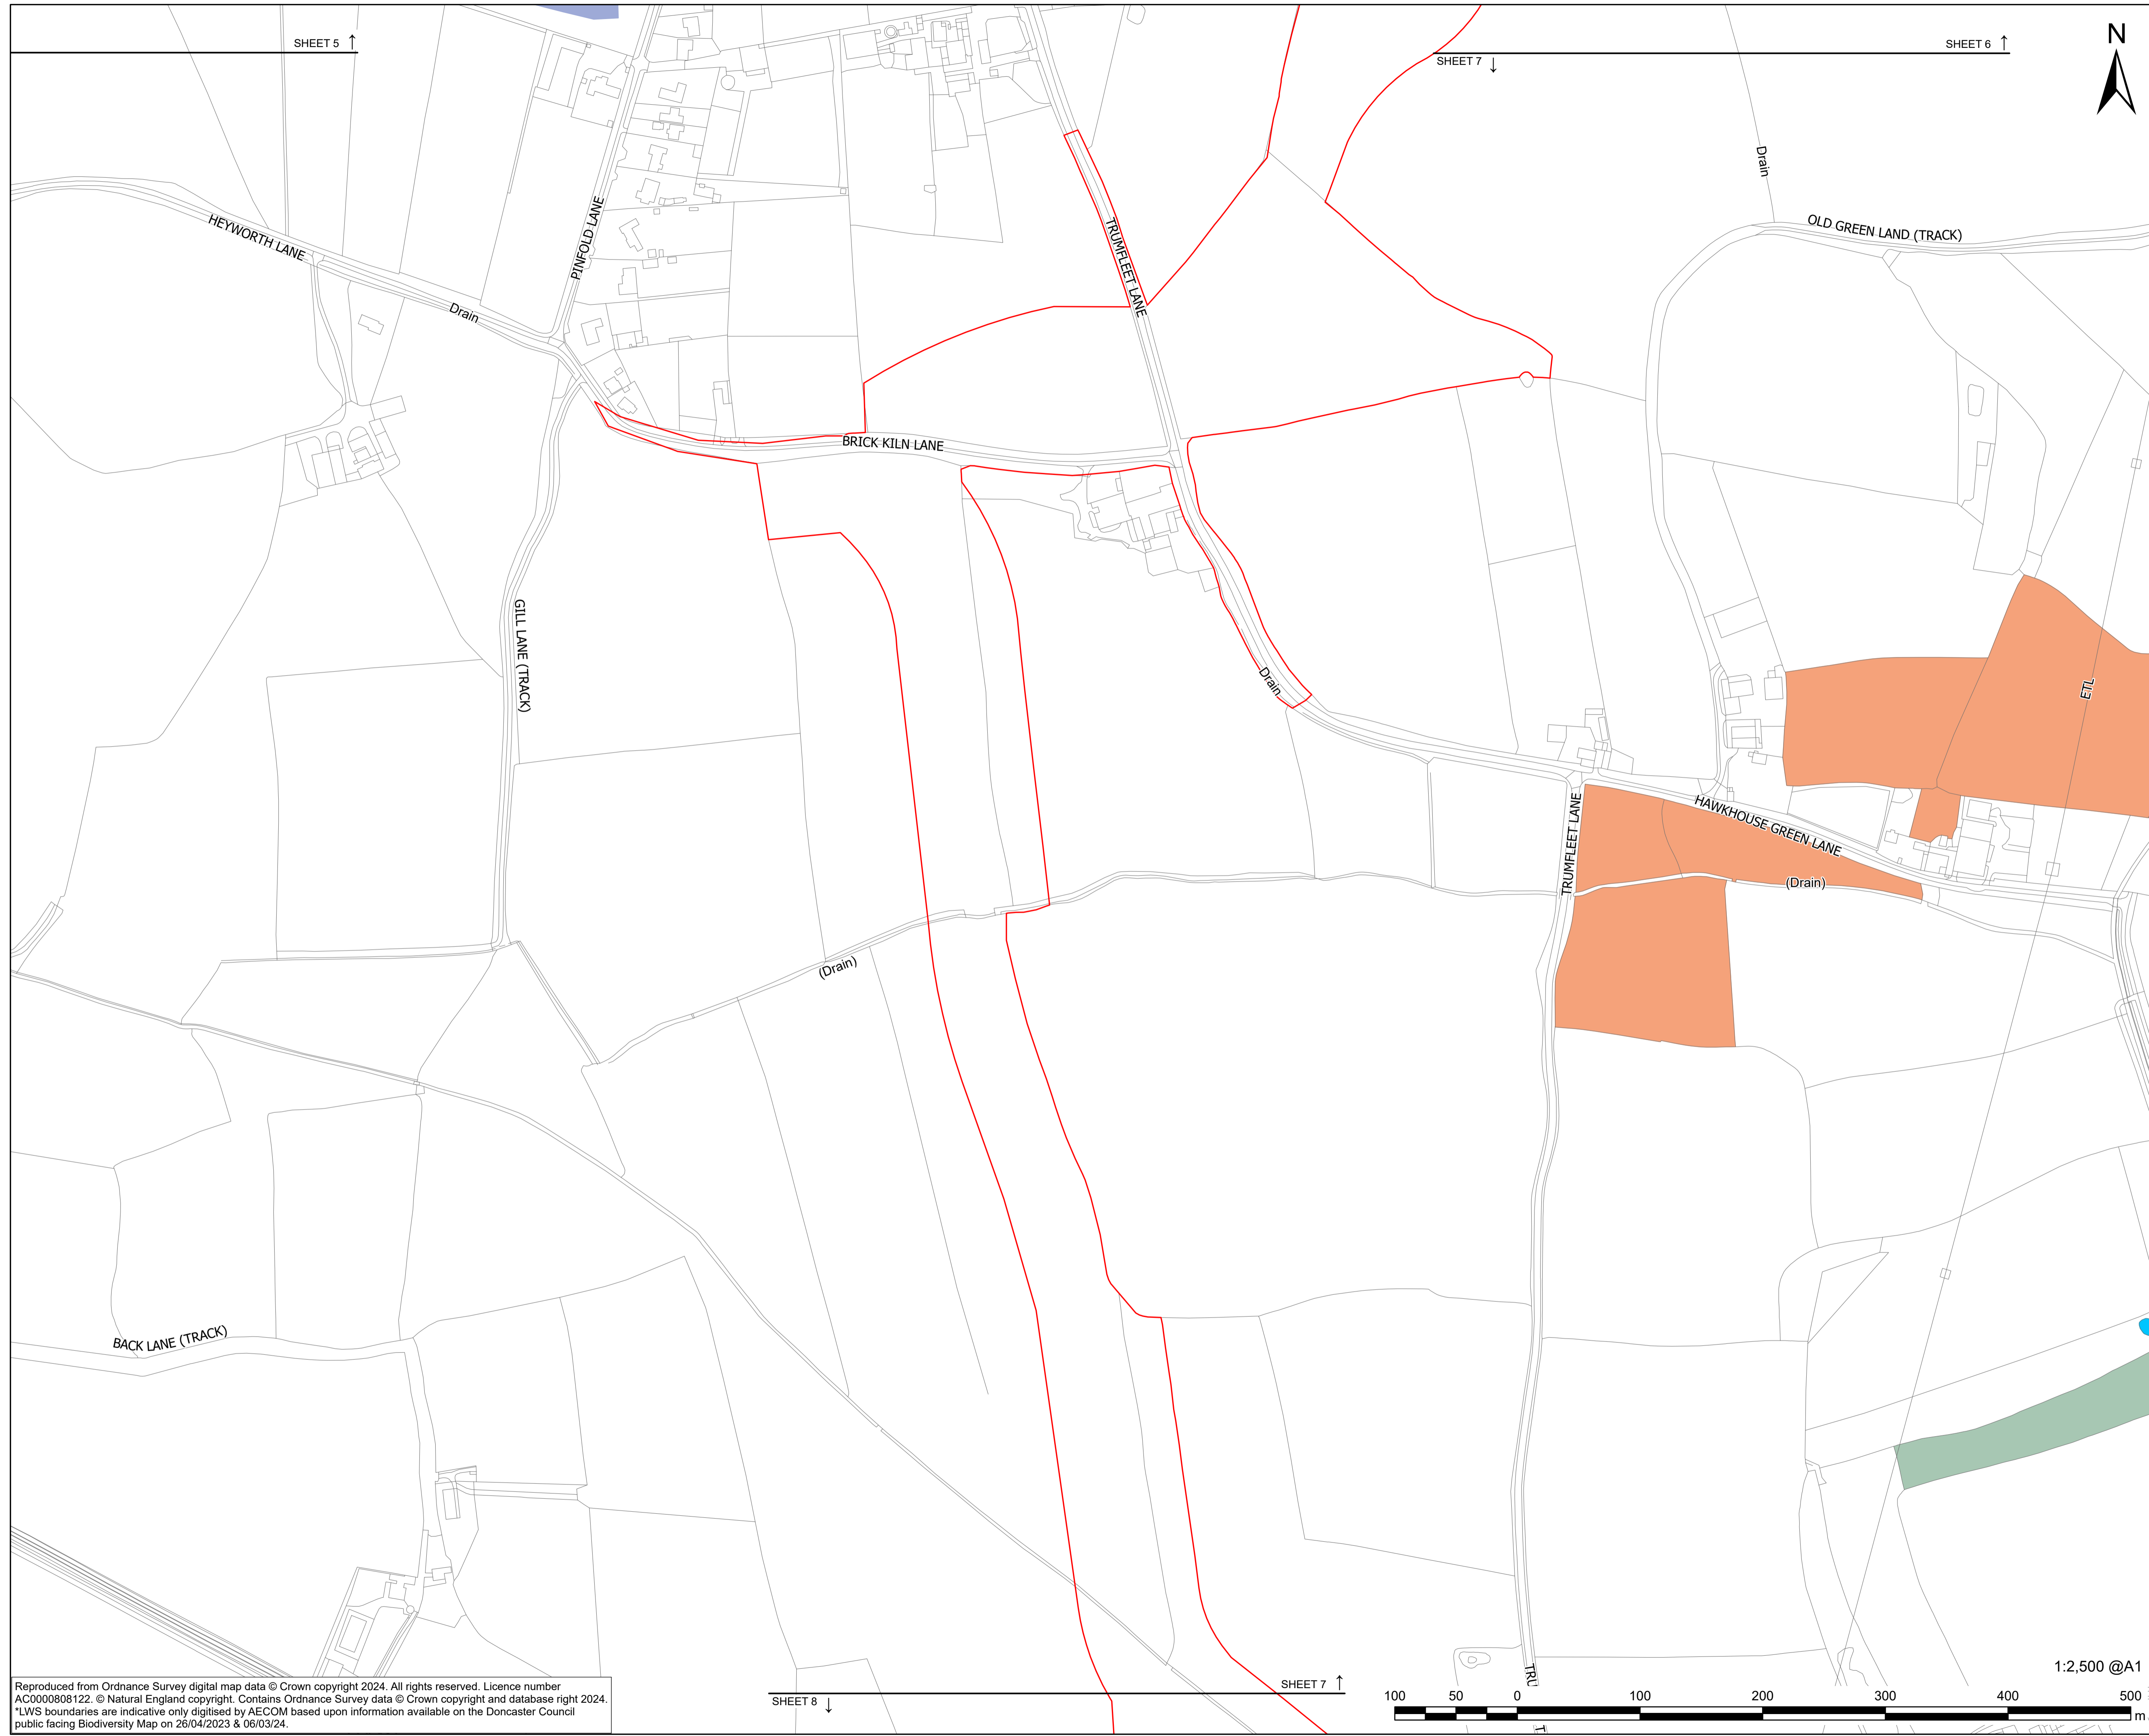 SHEET 5 ↑
SHEET 6 ↑
SHEET 7 ↓
N
Drain
HEYWORTH LANE
PINFOLD LANE
TRUMFLEET LANE
OLD GREEN LAND (TRACK)
Drain
BRICK KILN LANE
GILL LANE (TRACK)
Drain
ETL
HAWKHOUSE GREEN LANE
TRUMFLEET LANE
(Drain)
(Drain)
BACK LANE (TRACK)
1:2,500 @A1
SHEET 7 ↑
SHEET 8 ↓
TRU
T
100 50 0 100 200 300 400 500
m
Reproduced from Ordnance Survey digital map data © Crown copyright 2024. All rights reserved. Licence number
AC0000808122. © Natural England copyright. Contains Ordnance Survey data © Crown copyright and database right 2024.
*LWS boundaries are indicative only digitised by AECOM based upon information available on the Doncaster Council
public facing Biodiversity Map on 26/04/2023 & 06/03/24.